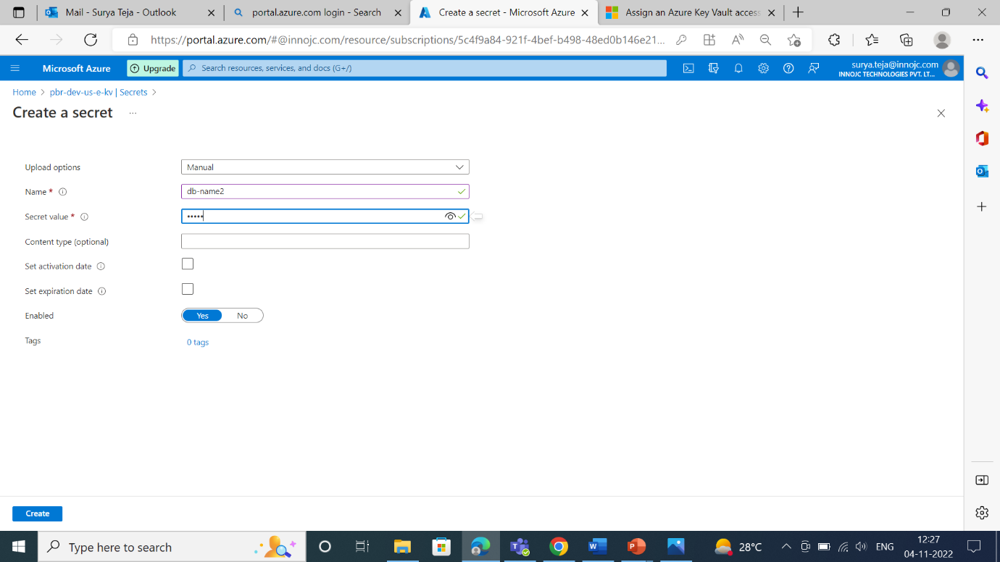 Mail - Surya Teja - Outlook
portal.azure.com login - Search
Create a secret - Microsoft Azure
Assign an Azure Key Vault access
https://portal.azure.com/#@innojc.com/resource/subscriptions/5c4f9a84-921f-4bef-b498-48ed0b146e21...
Microsoft Azure
Upgrade
Search resources, services, and docs (G+/)
surya.teja@innojc.com
INNOJC TECHNOLOGIES PVT. LT...
Home > pbr-dev-us-e-kv | Secrets >
Create a secret ...
Upload options
Manual
Name *
db-name2
Secret value *
•••••
Content type (optional)
Set activation date
Set expiration date
Enabled
Yes No
Tags
0 tags
Create
Type here to search
28°C
ENG
12:27
04-11-2022